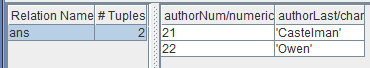 Relation Name # Tuples authorNum/numeric authorLast/char
ans 2 21 'Castelman'
22 'Owen'